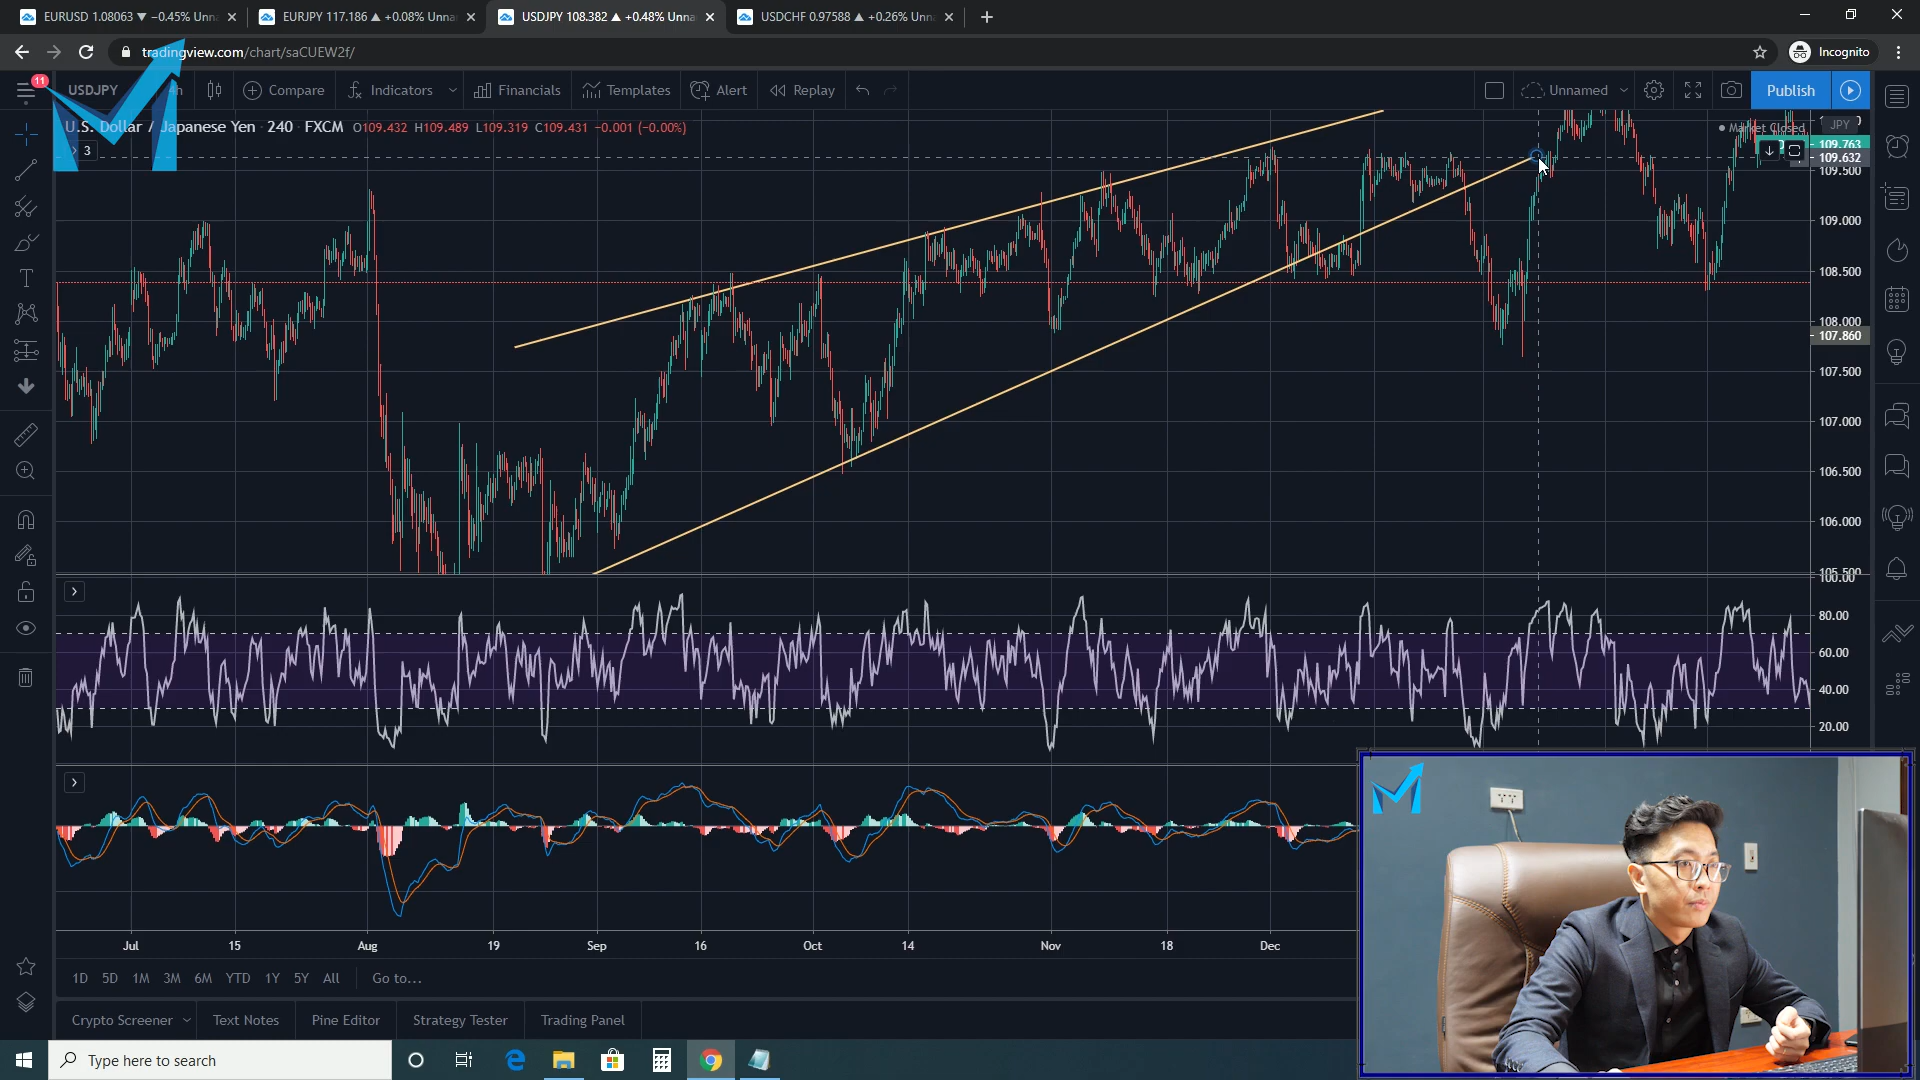 EURUSD 1.08063 ▼ −0.45% Unna
EURJPY 117.186 ▲ +0.08% Unna
USDJPY 108.382 ▲ +0.48% Unna
USDCHF 0.97588 ▲ +0.26% Unn
tradingview.com/chart/saCUEW2f/
Incognito
11
USDJPY
4h
Compare
Indicators
Financials
Templates
Alert
Replay
Unnamed
Publish
U.S. Dollar / Japanese Yen · 240 · FXCM O109.432 H109.489 L109.319 C109.431 −0.001 (−0.00%)
Market Closed
JPY
3
109.763
109.632
109.500
109.000
108.500
108.000
107.860
107.500
107.000
106.500
106.000
105.500
100.00
80.00
60.00
40.00
20.00
Jul 15 Aug 19 Sep 16 Oct 14 Nov 18 Dec
1D 5D 1M 3M 6M YTD 1Y 5Y All Go to...
Crypto Screener Text Notes Pine Editor Strategy Tester Trading Panel
Type here to search